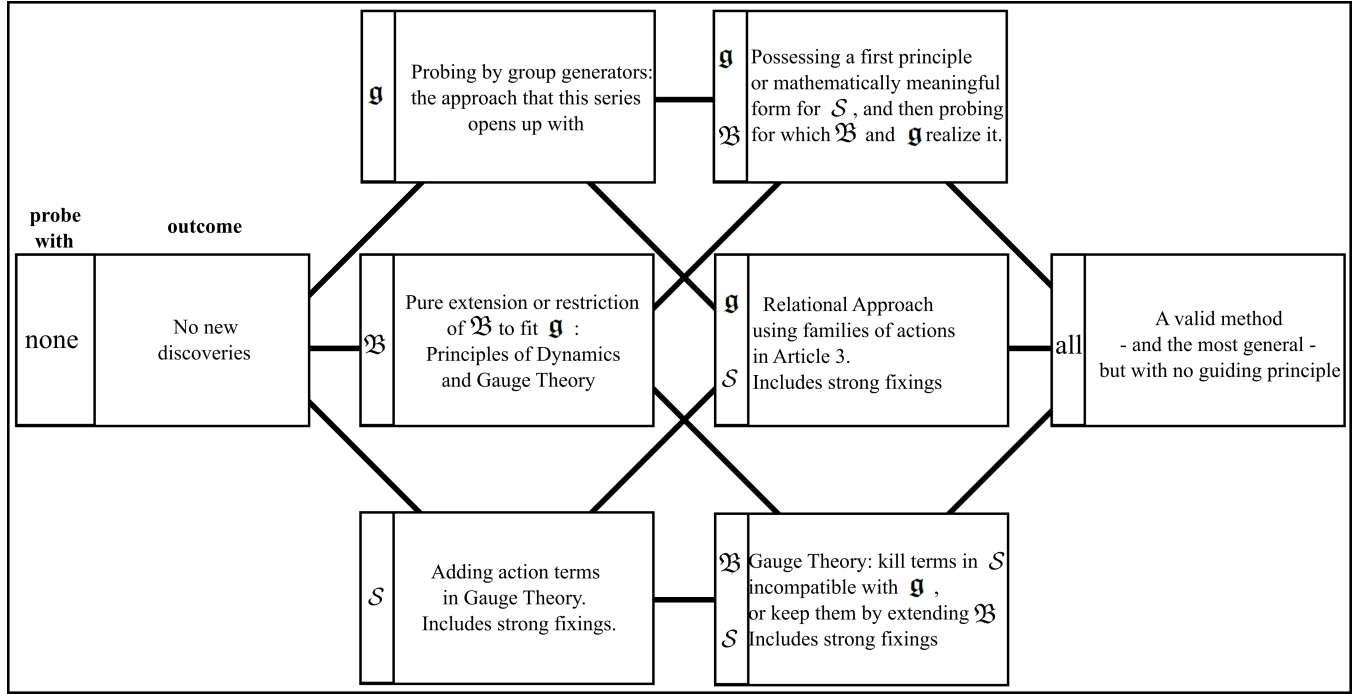 probe
with
outcome
none
No new
discoveries
𝖌
Probing by group generators:
the approach that this series
opens up with
𝔅
Pure extension or restriction
of 𝔅 to fit 𝖌 :
Principles of Dynamics
and Gauge Theory
𝒮
Adding action terms
in Gauge Theory.
Includes strong fixings.
𝖌
𝔅
Possessing a first principle
or mathematically meaningful
form for 𝒮 , and then probing
for which 𝔅 and 𝖌 realize it.
𝖌
𝒮
Relational Approach
using families of actions
in Article 3.
Includes strong fixings
𝔅
𝒮
Gauge Theory: kill terms in 𝒮
incompatible with 𝖌 ,
or keep them by extending 𝔅
Includes strong fixings
all
A valid method
- and the most general -
but with no guiding principle